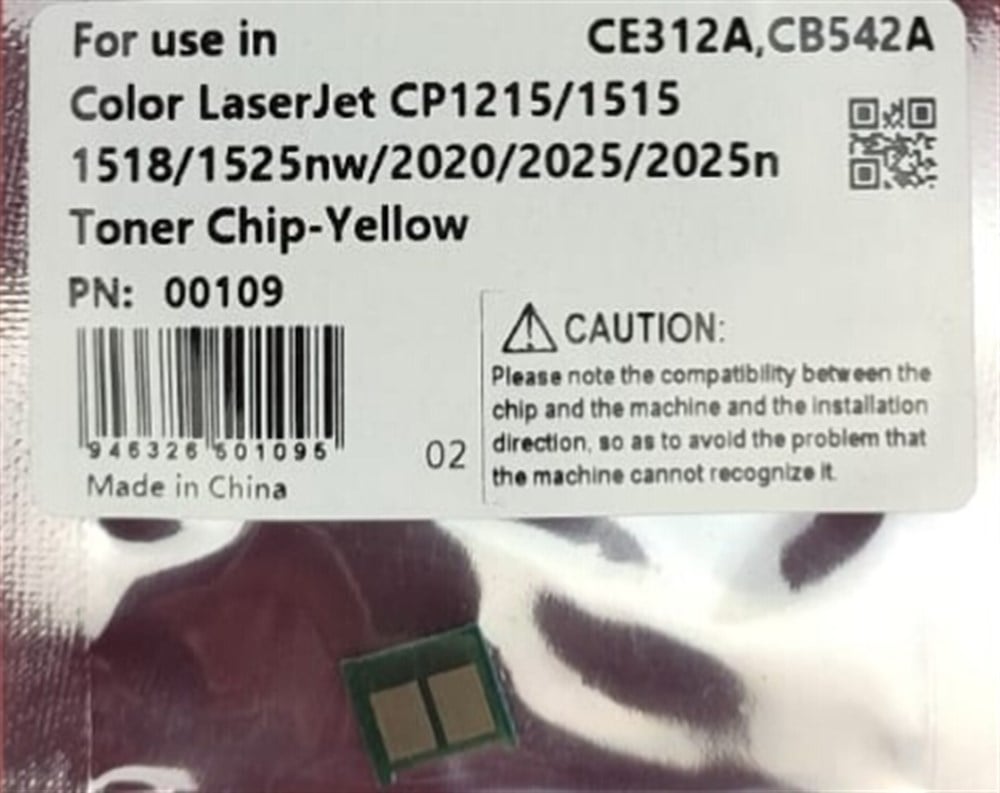 For use in CE312A,CB542A
Color LaserJet CP1215/1515
1518/1525nw/2020/2025/2025n
Toner Chip-Yellow
PN: 00109
946326 501095
Made in China
02
CAUTION:
Please note the compatibility between the
chip and the machine and the installation
direction, so as to avoid the problem that
the machine cannot recognize it.